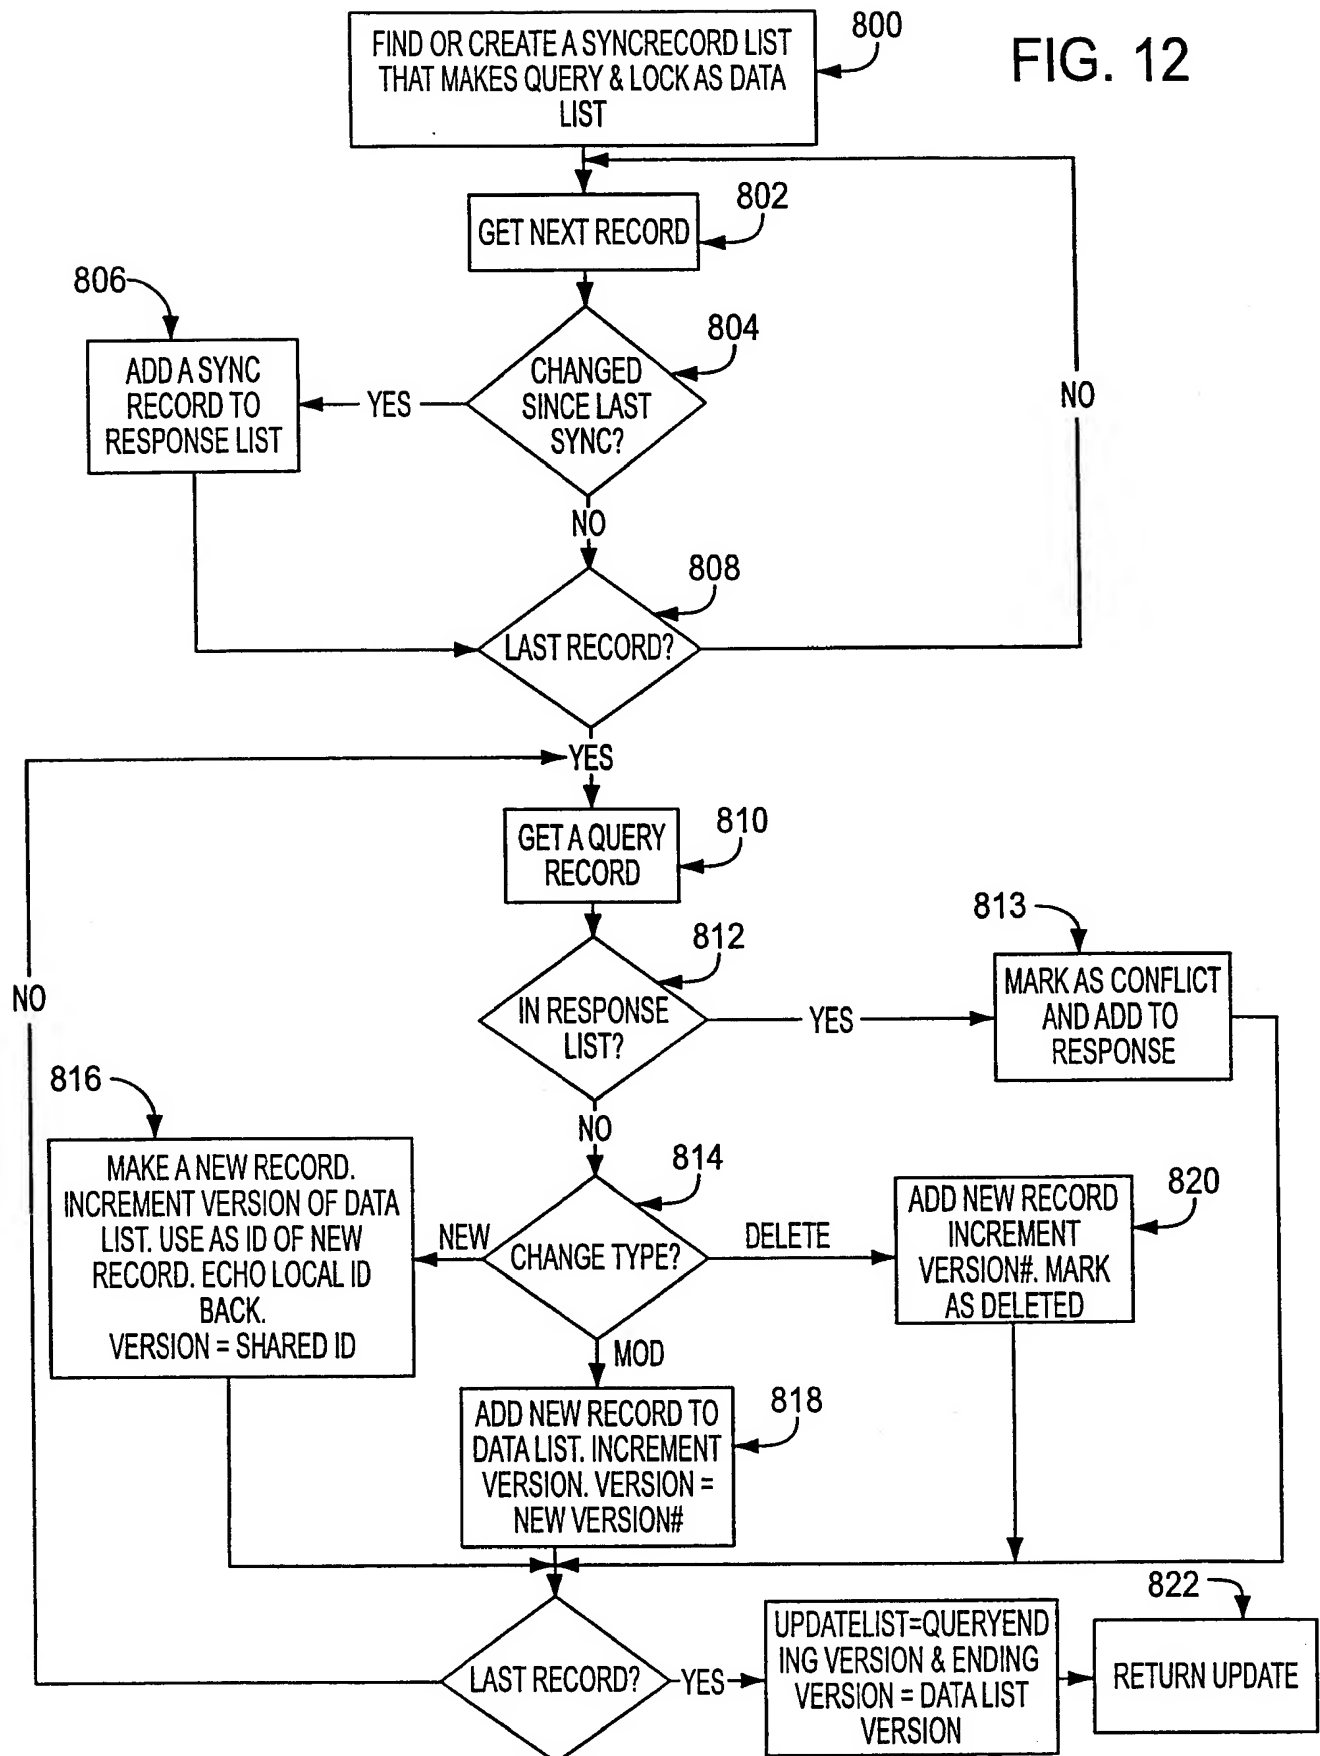 FIG. 12
800
FIND OR CREATE A SYNCRECORD LIST
THAT MAKES QUERY & LOCK AS DATA
LIST
802
GET NEXT RECORD
806
804
ADD A SYNC
RECORD TO
RESPONSE LIST
YES
CHANGED
SINCE LAST
SYNC?
NO
NO
808
LAST RECORD?
YES
810
GET A QUERY
RECORD
813
812
MARK AS CONFLICT
AND ADD TO
RESPONSE
NO
IN RESPONSE
LIST?
YES
816
NO
814
820
MAKE A NEW RECORD.
INCREMENT VERSION OF DATA
LIST. USE AS ID OF NEW
RECORD. ECHO LOCAL ID
BACK.
VERSION = SHARED ID
NEW
CHANGE TYPE?
DELETE
ADD NEW RECORD
INCREMENT
VERSION#. MARK
AS DELETED
MOD
818
ADD NEW RECORD TO
DATA LIST. INCREMENT
VERSION. VERSION =
NEW VERSION#
822
LAST RECORD?
YES
UPDATELIST=QUERYEND
ING VERSION & ENDING
VERSION = DATA LIST
VERSION
RETURN UPDATE